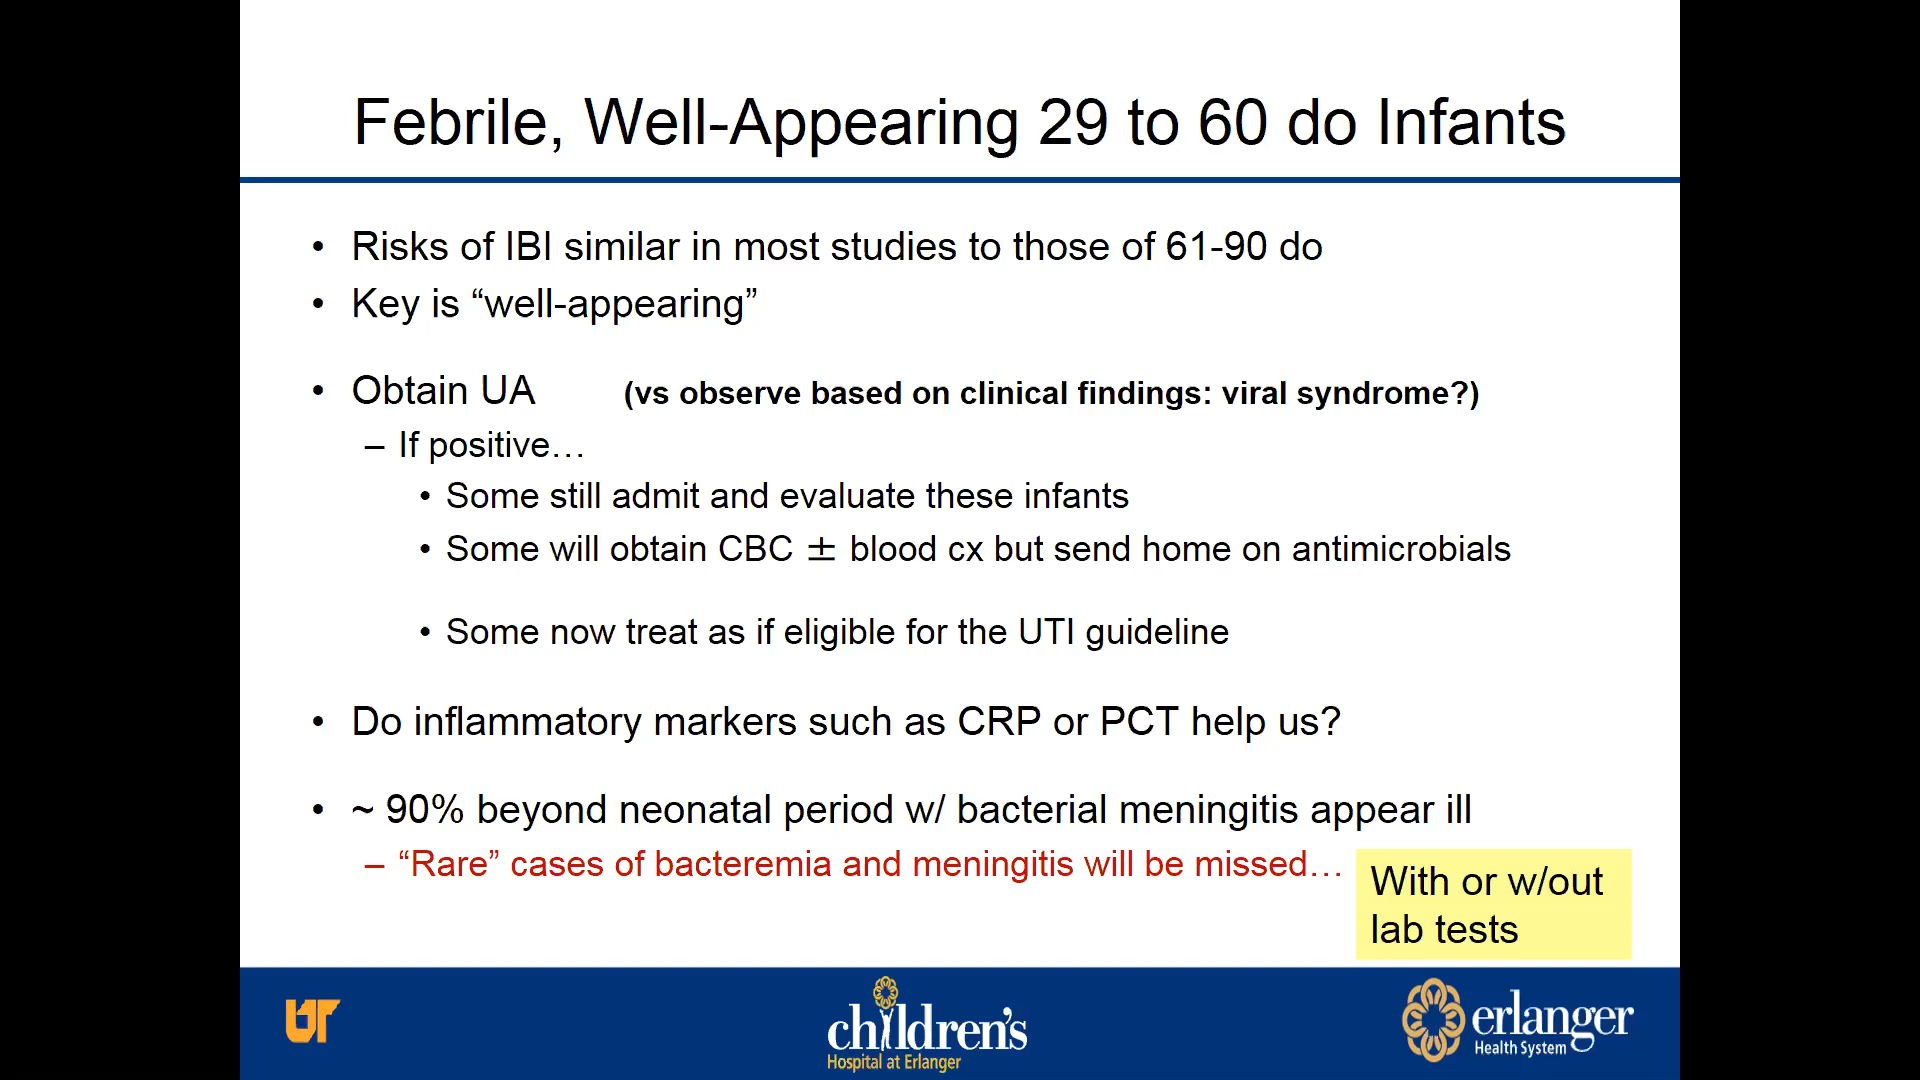 Febrile, Well-Appearing 29 to 60 do Infants
• Risks of IBI similar in most studies to those of 61-90 do
• Key is “well-appearing”
• Obtain UA (vs observe based on clinical findings: viral syndrome?)
– If positive…
• Some still admit and evaluate these infants
• Some will obtain CBC ± blood cx but send home on antimicrobials
• Some now treat as if eligible for the UTI guideline
• Do inflammatory markers such as CRP or PCT help us?
• ~ 90% beyond neonatal period w/ bacterial meningitis appear ill
– “Rare” cases of bacteremia and meningitis will be missed…
With or w/out
lab tests
UT
children's
Hospital at Erlanger
erlanger
Health System